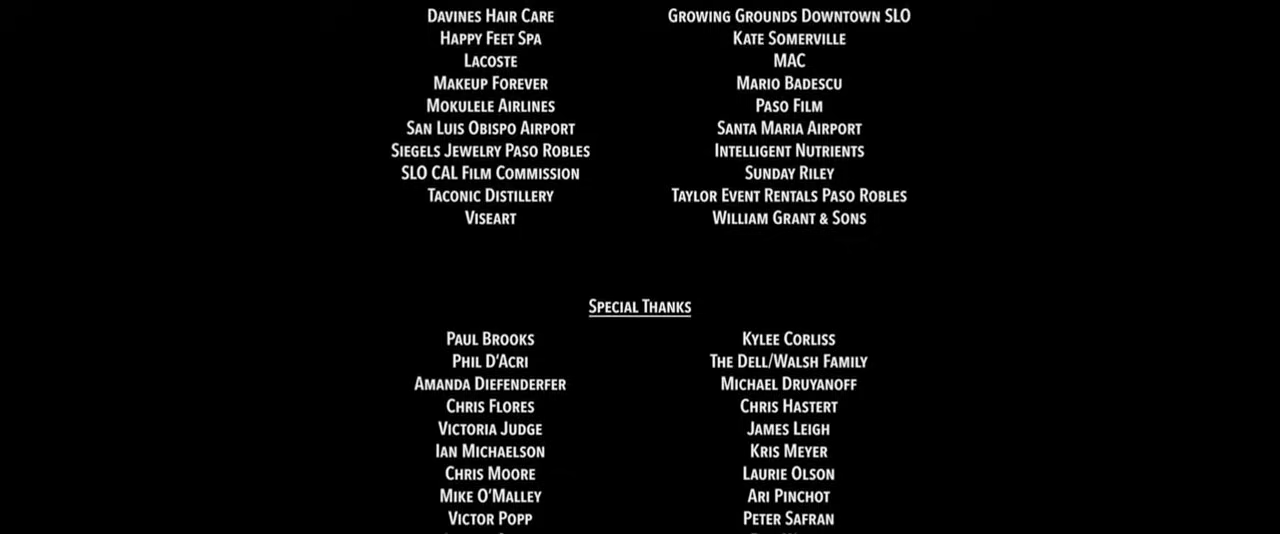 Davines Hair Care Growing Grounds Downtown SLO
Happy Feet Spa Kate Somerville
Lacoste MAC
Makeup Forever Mario Badescu
Mokulele Airlines Paso Film
San Luis Obispo Airport Santa Maria Airport
Siegels Jewelry Paso Robles Intelligent Nutrients
SLO CAL Film Commission Sunday Riley
Taconic Distillery Taylor Event Rentals Paso Robles
Viseart William Grant & Sons
Special Thanks
Paul Brooks Kylee Corliss
Phil D'Acri The Dell/Walsh Family
Amanda Diefenderfer Michael Druyanoff
Chris Flores Chris Hastert
Victoria Judge James Leigh
Ian Michaelson Kris Meyer
Chris Moore Laurie Olson
Mike O'Malley Ari Pinchot
Victor Popp Peter Safran